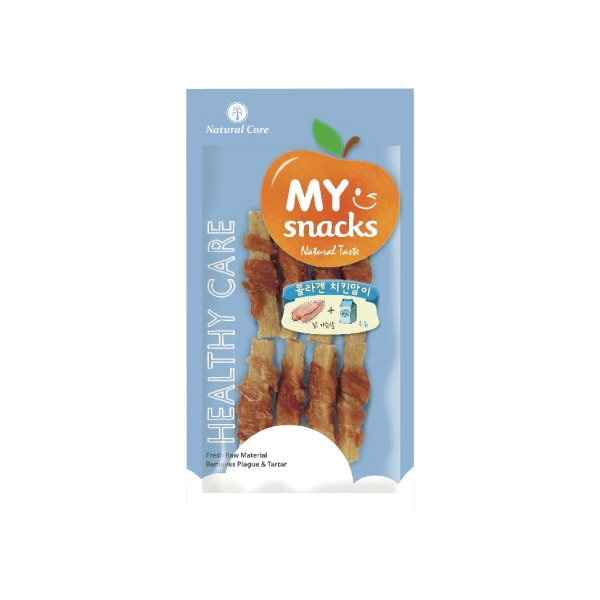 Natural Core
MY
snacks
Natural Taste
콜라겐 치킨말이
닭가슴살
+
우유
HEALTHY CARE
Fresh Raw Material
Removes Plague & Tartar